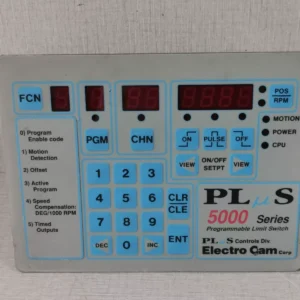 FCN
POS
RPM
MOTION
POWER
CPU
PGM
CHN
ON
PULSE
OFF
VIEW
ON/OFF
SETPT
VIEW
0) Program
Enable code
1) Motion
Detection
2) Offset
3) Active
Program
4) Speed
Compensation:
DEG/1000 RPM
5) Timed
Outputs
1 2 3
4 5 6 CLR
CLE
7 8 9
DEC 0 INC ENT
PLμS
5000 Series
Programmable Limit Switch
PLμS Controls Div
Electro Cam Corp